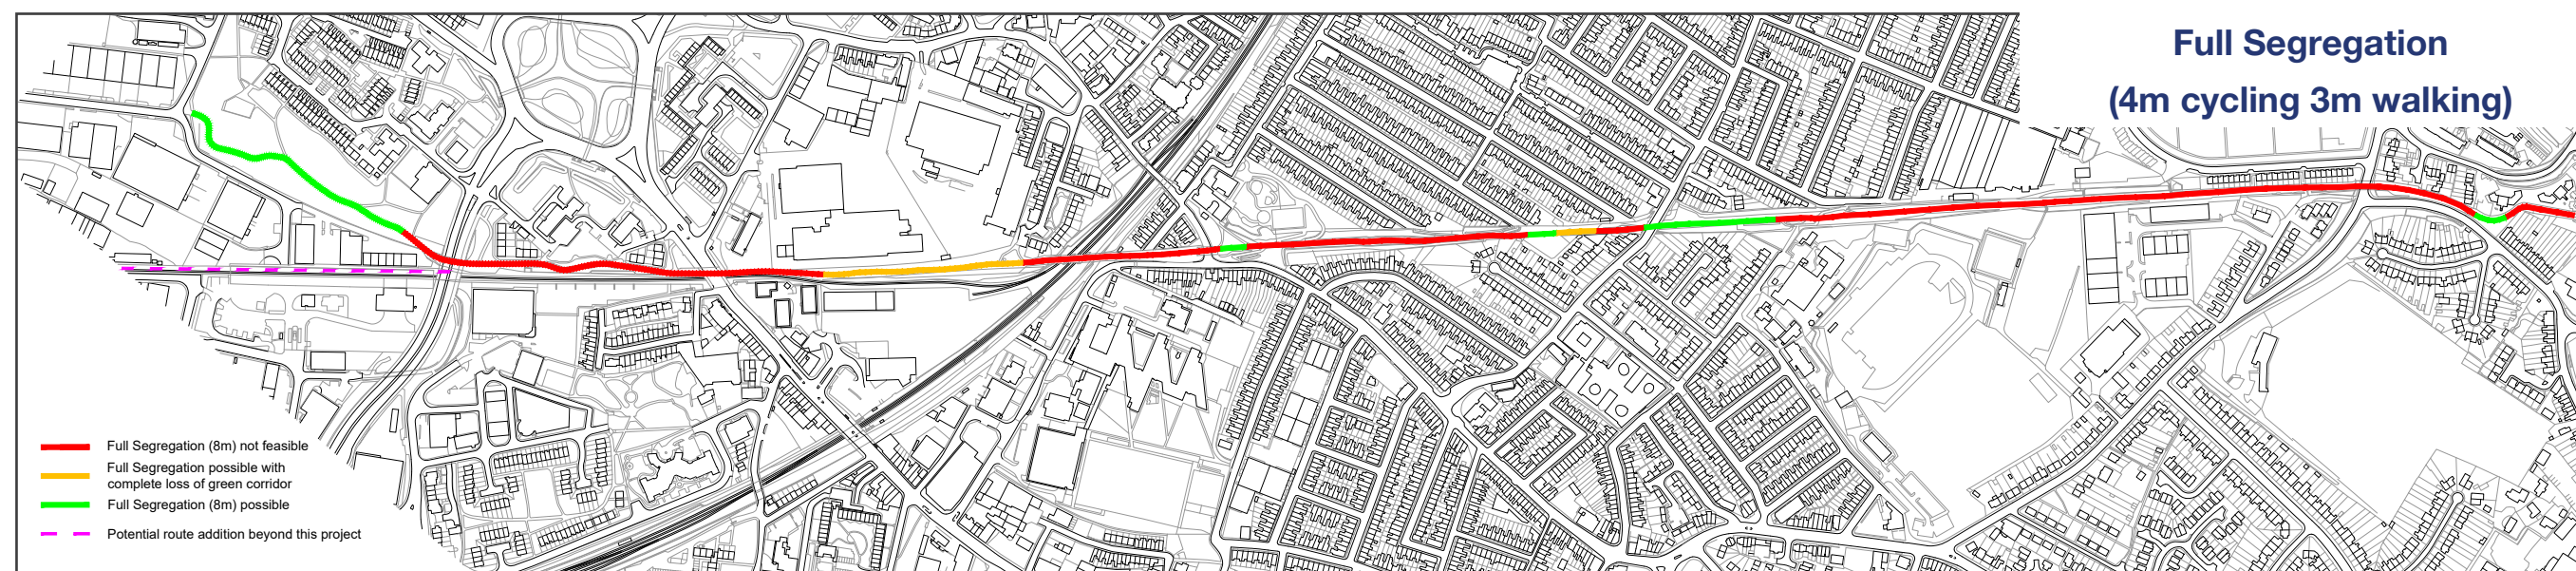 Full Segregation
(4m cycling 3m walking)
Full Segregation (8m) not feasible
Full Segregation possible with
complete loss of green corridor
Full Segregation (8m) possible
Potential route addition beyond this project